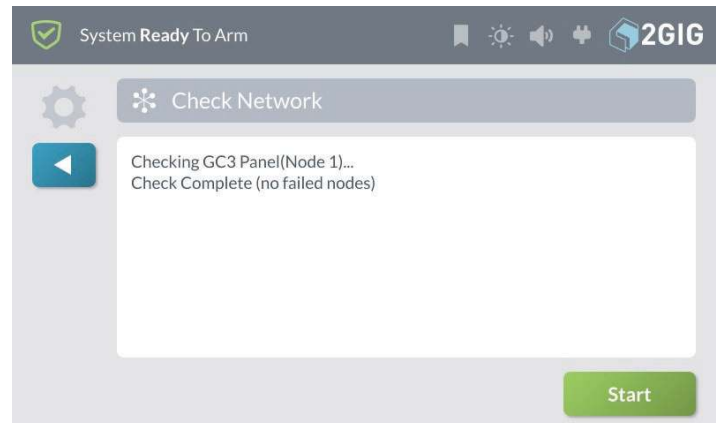 System Ready To Arm
2GIG
Check Network
Checking GC3 Panel(Node 1)...
Check Complete (no failed nodes)
Start